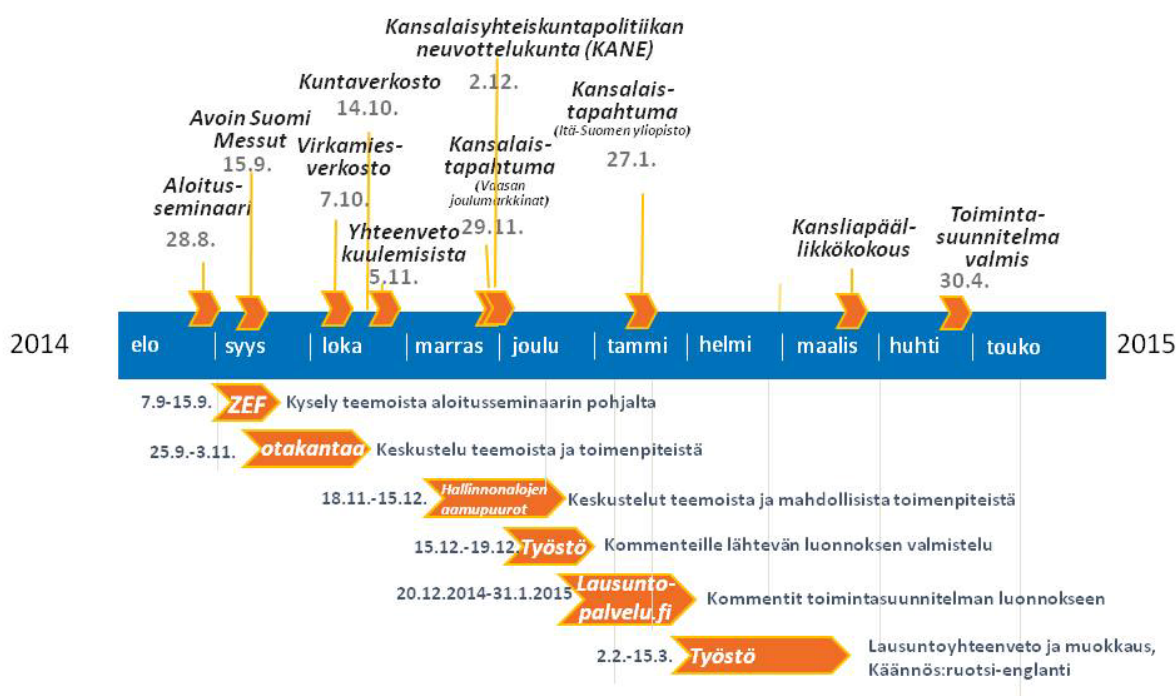 Kansalaisyhteiskuntapolitiikan
neuvottelukunta (KANE)
2.12.
Kuntaverkosto
14.10.
Kansalais-
tapahtuma
(Itä-Suomen yliopisto)
27.1.
Avoin Suomi
Messut
15.9.
Virkamies-
verkosto
7.10.
Kansalais-
tapahtuma
(Vaasan
joulumarkkinat)
29.11.
Aloitus-
seminaari
28.8.
Yhteenveto
kuulemisista
5.11.
Kansliapääl-
likkökokous
Toiminta-
suunnitelma
valmis
30.4.
2014
elo
syys
loka
marras
joulu
tammi
helmi
maalis
huhti
touko
2015
7.9-15.9. ZEF Kysely teemoista aloitusseminaarin pohjalta
25.9.-3.11. otakantaa Keskustelu teemoista ja toimenpiteistä
18.11.-15.12. Hallinnonalojen
aamupuurot
Keskustelut teemoista ja mahdollisista toimenpiteistä
15.12.-19.12. Työstö Kommenteille lähtevän luonnoksen valmistelu
20.12.2014-31.1.2015 Lausunto-
palvelu.fi
Kommentit toimintasuunnitelman luonnokseen
2.2.-15.3. Työstö
Lausuntoyhteenveto ja muokkaus,
Käännös:ruotsi-englanti